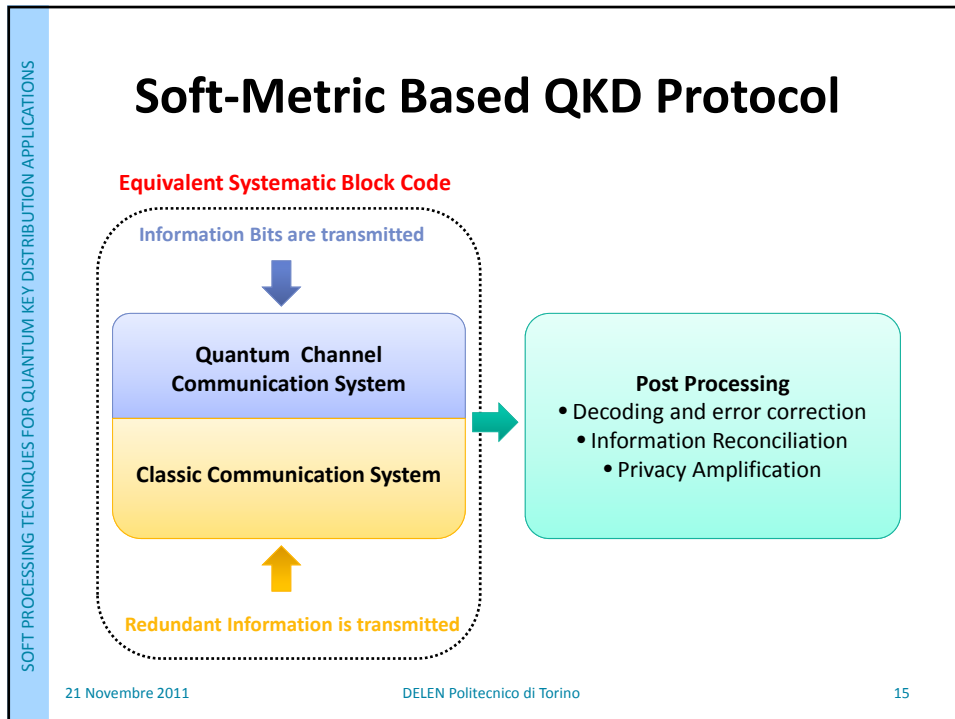 SOFT PROCESSING TECNIQUES FOR QUANTUM KEY DISTRIBUTION APPLICATIONS
Soft-Metric Based QKD Protocol
Equivalent Systematic Block Code
Information Bits are transmitted
Quantum Channel
Communication System
Classic Communication System
Redundant Information is transmitted
Post Processing
• Decoding and error correction
• Information Reconciliation
• Privacy Amplification
21 Novembre 2011
DELEN Politecnico di Torino
15